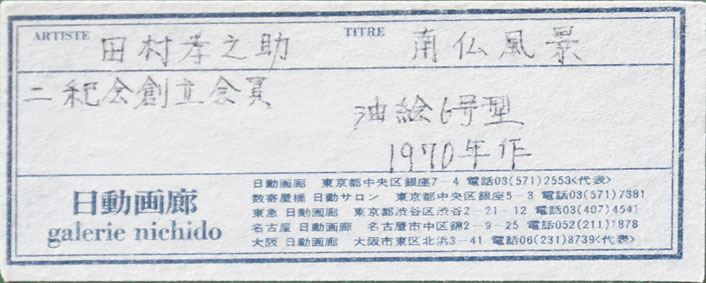 ARTISTE 田村孝之助 TITRE 南仏風景
二紀会創立会員
油絵6号型
1970年作
日動画廊
galerie nichido
日動画廊 東京都中央区銀座7-4 電話03(571)2553<代表>
数寄屋橋 日動サロン 東京都中央区銀座5-3 電話03(571)7381
東急 日動画廊 東京都渋谷区渋谷2-21-12 電話03(407)4541
名古屋 日動画廊 名古屋市中区錦2-9-25 電話052(211)1878
大阪 日動画廊 大阪市東区北浜3-41 電話06(231)8739<代表>